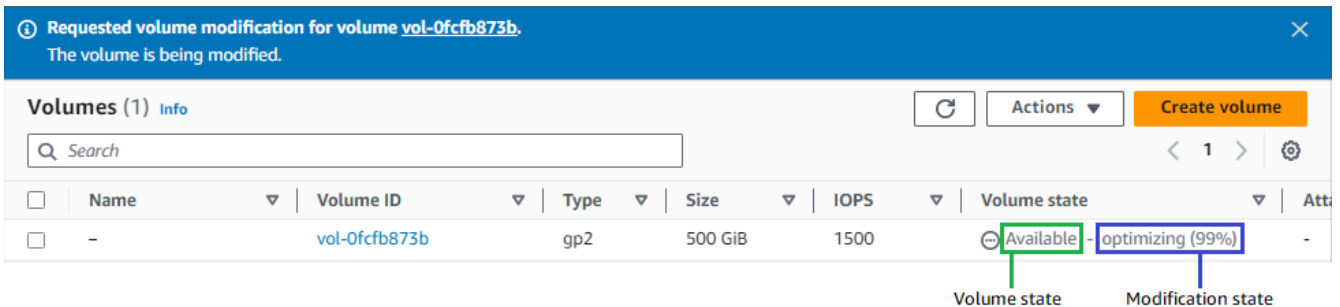 Requested volume modification for volume vol-0fcfb873b.
The volume is being modified.
Volumes (1) Info
Actions
Create volume
Search
1
Name Volume ID Type Size IOPS Volume state
– vol-0fcfb873b gp2 500 GiB 1500 Available - optimizing (99%) -
Volume state Modification state